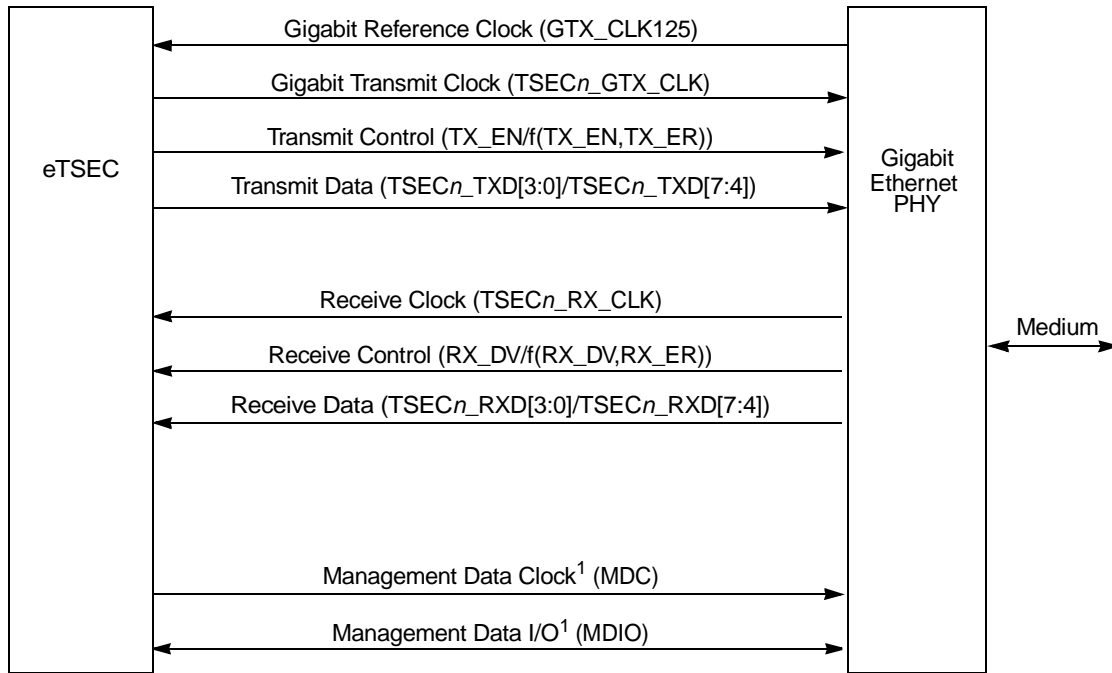 Gigabit Reference Clock (GTX_CLK125)
Gigabit Transmit Clock (TSECn_GTX_CLK)
Transmit Control (TX_EN/f(TX_EN,TX_ER))
eTSEC
Transmit Data (TSECn_TXD[3:0]/TSECn_TXD[7:4])
Gigabit
Ethernet
PHY
Receive Clock (TSECn_RX_CLK)
Medium
Receive Control (RX_DV/f(RX_DV,RX_ER))
Receive Data (TSECn_RXD[3:0]/TSECn_RXD[7:4])
Management Data Clock¹ (MDC)
Management Data I/O¹ (MDIO)